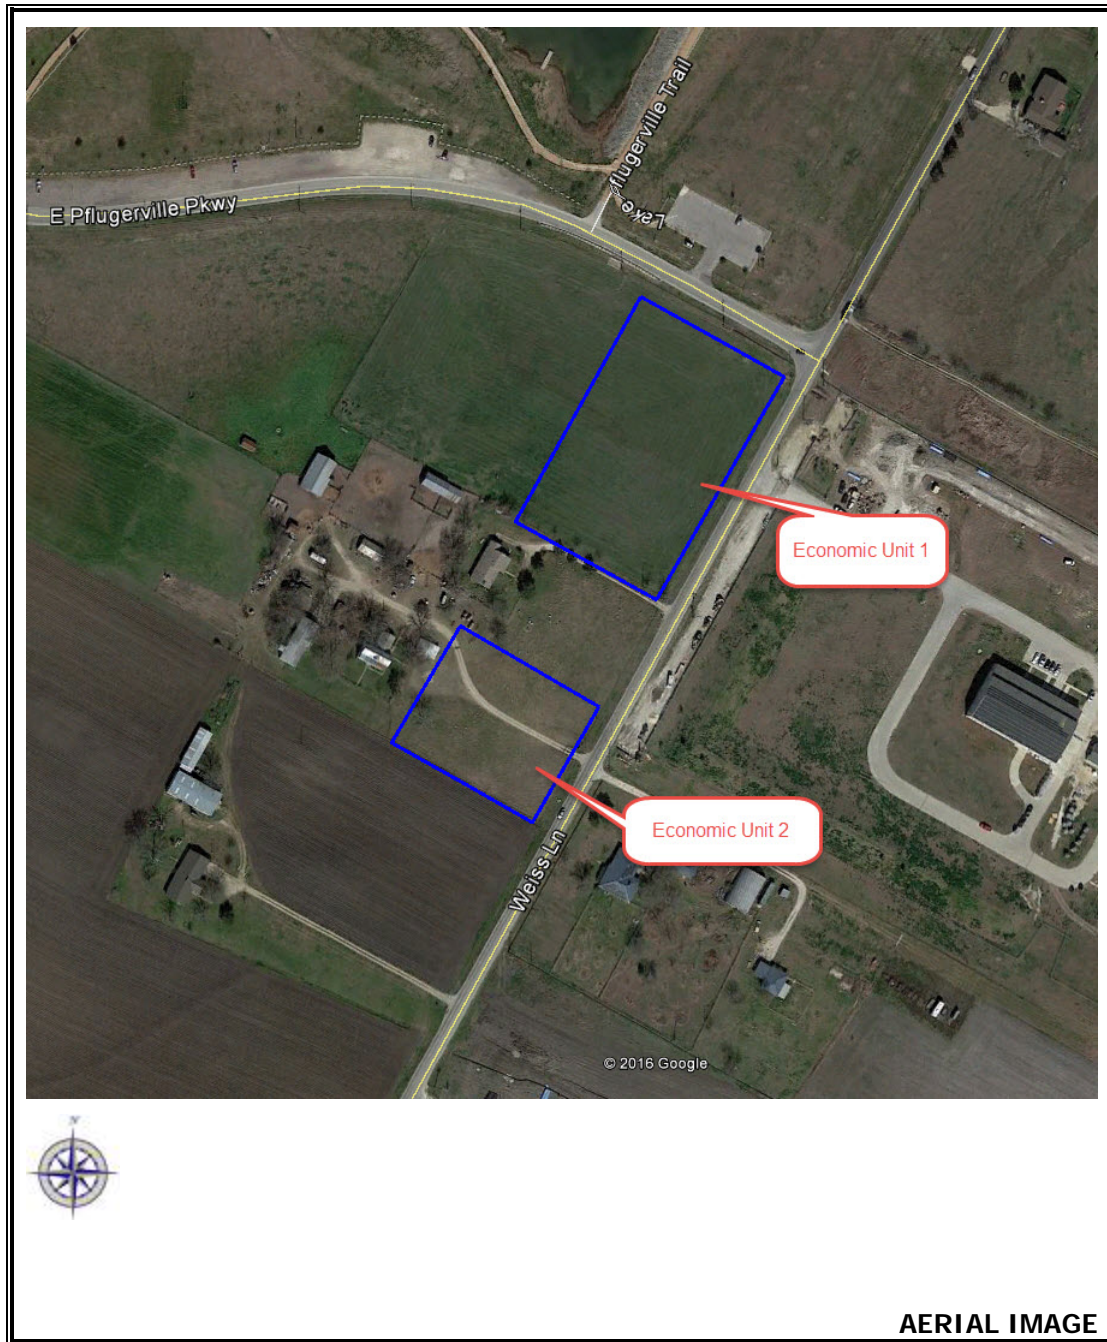 E Pflugerville Pkwy
Lake Pflugerville Trail
Economic Unit 1
Economic Unit 2
Weiss Ln
© 2016 Google
N
AERIAL IMAGE